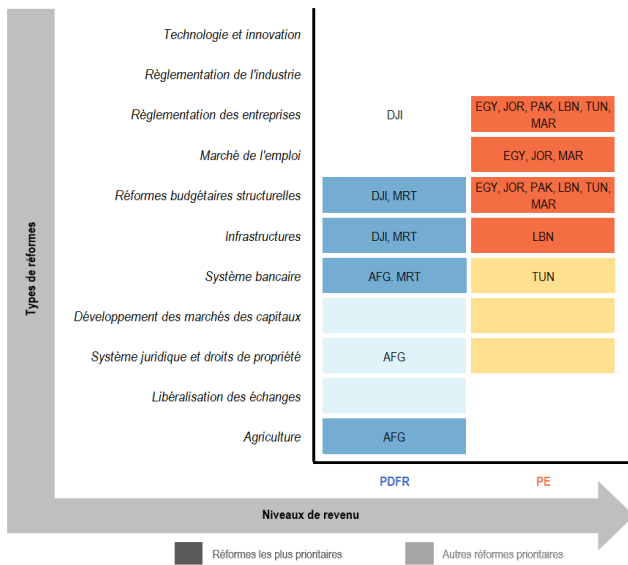 Types de réformes
Technologie et innovation
Règlementation de l'industrie
Règlementation des entreprises
DJI
EGY, JOR, PAK, LBN, TUN,
MAR
Marché de l'emploi
EGY, JOR, MAR
Réformes budgétaires structurelles
DJI, MRT
EGY, JOR, PAK, LBN, TUN,
MAR
Infrastructures
DJI, MRT
LBN
Système bancaire
AFG. MRT
TUN
Développement des marchés des capitaux
Système juridique et droits de propriété
AFG
Libéralisation des échanges
Agriculture
AFG
PDFR
PE
Niveaux de revenu
Réformes les plus prioritaires
Autres réformes prioritaires